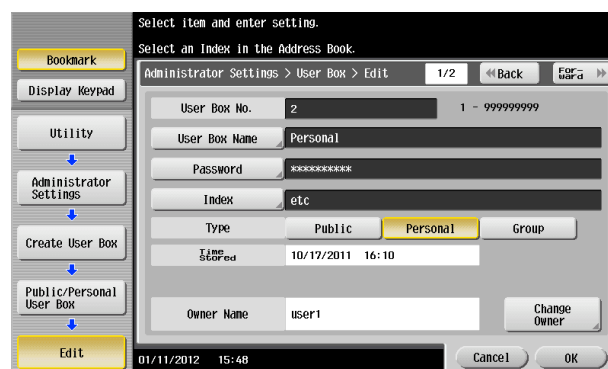 Select item and enter setting.
Select an Index in the Address Book.
Bookmark
Display Keypad
Utility
Administrator
Settings
Create User Box
Public/Personal
User Box
Edit
Administrator Settings > User Box > Edit
1/2
Back
For-
ward
User Box No.
2
1 - 999999999
User Box Name
Personal
Password
**********
Index
etc
Type
Public
Personal
Group
Time
Stored
10/17/2011 16:10
Owner Name
user1
Change
Owner
01/11/2012 15:48
Cancel
OK